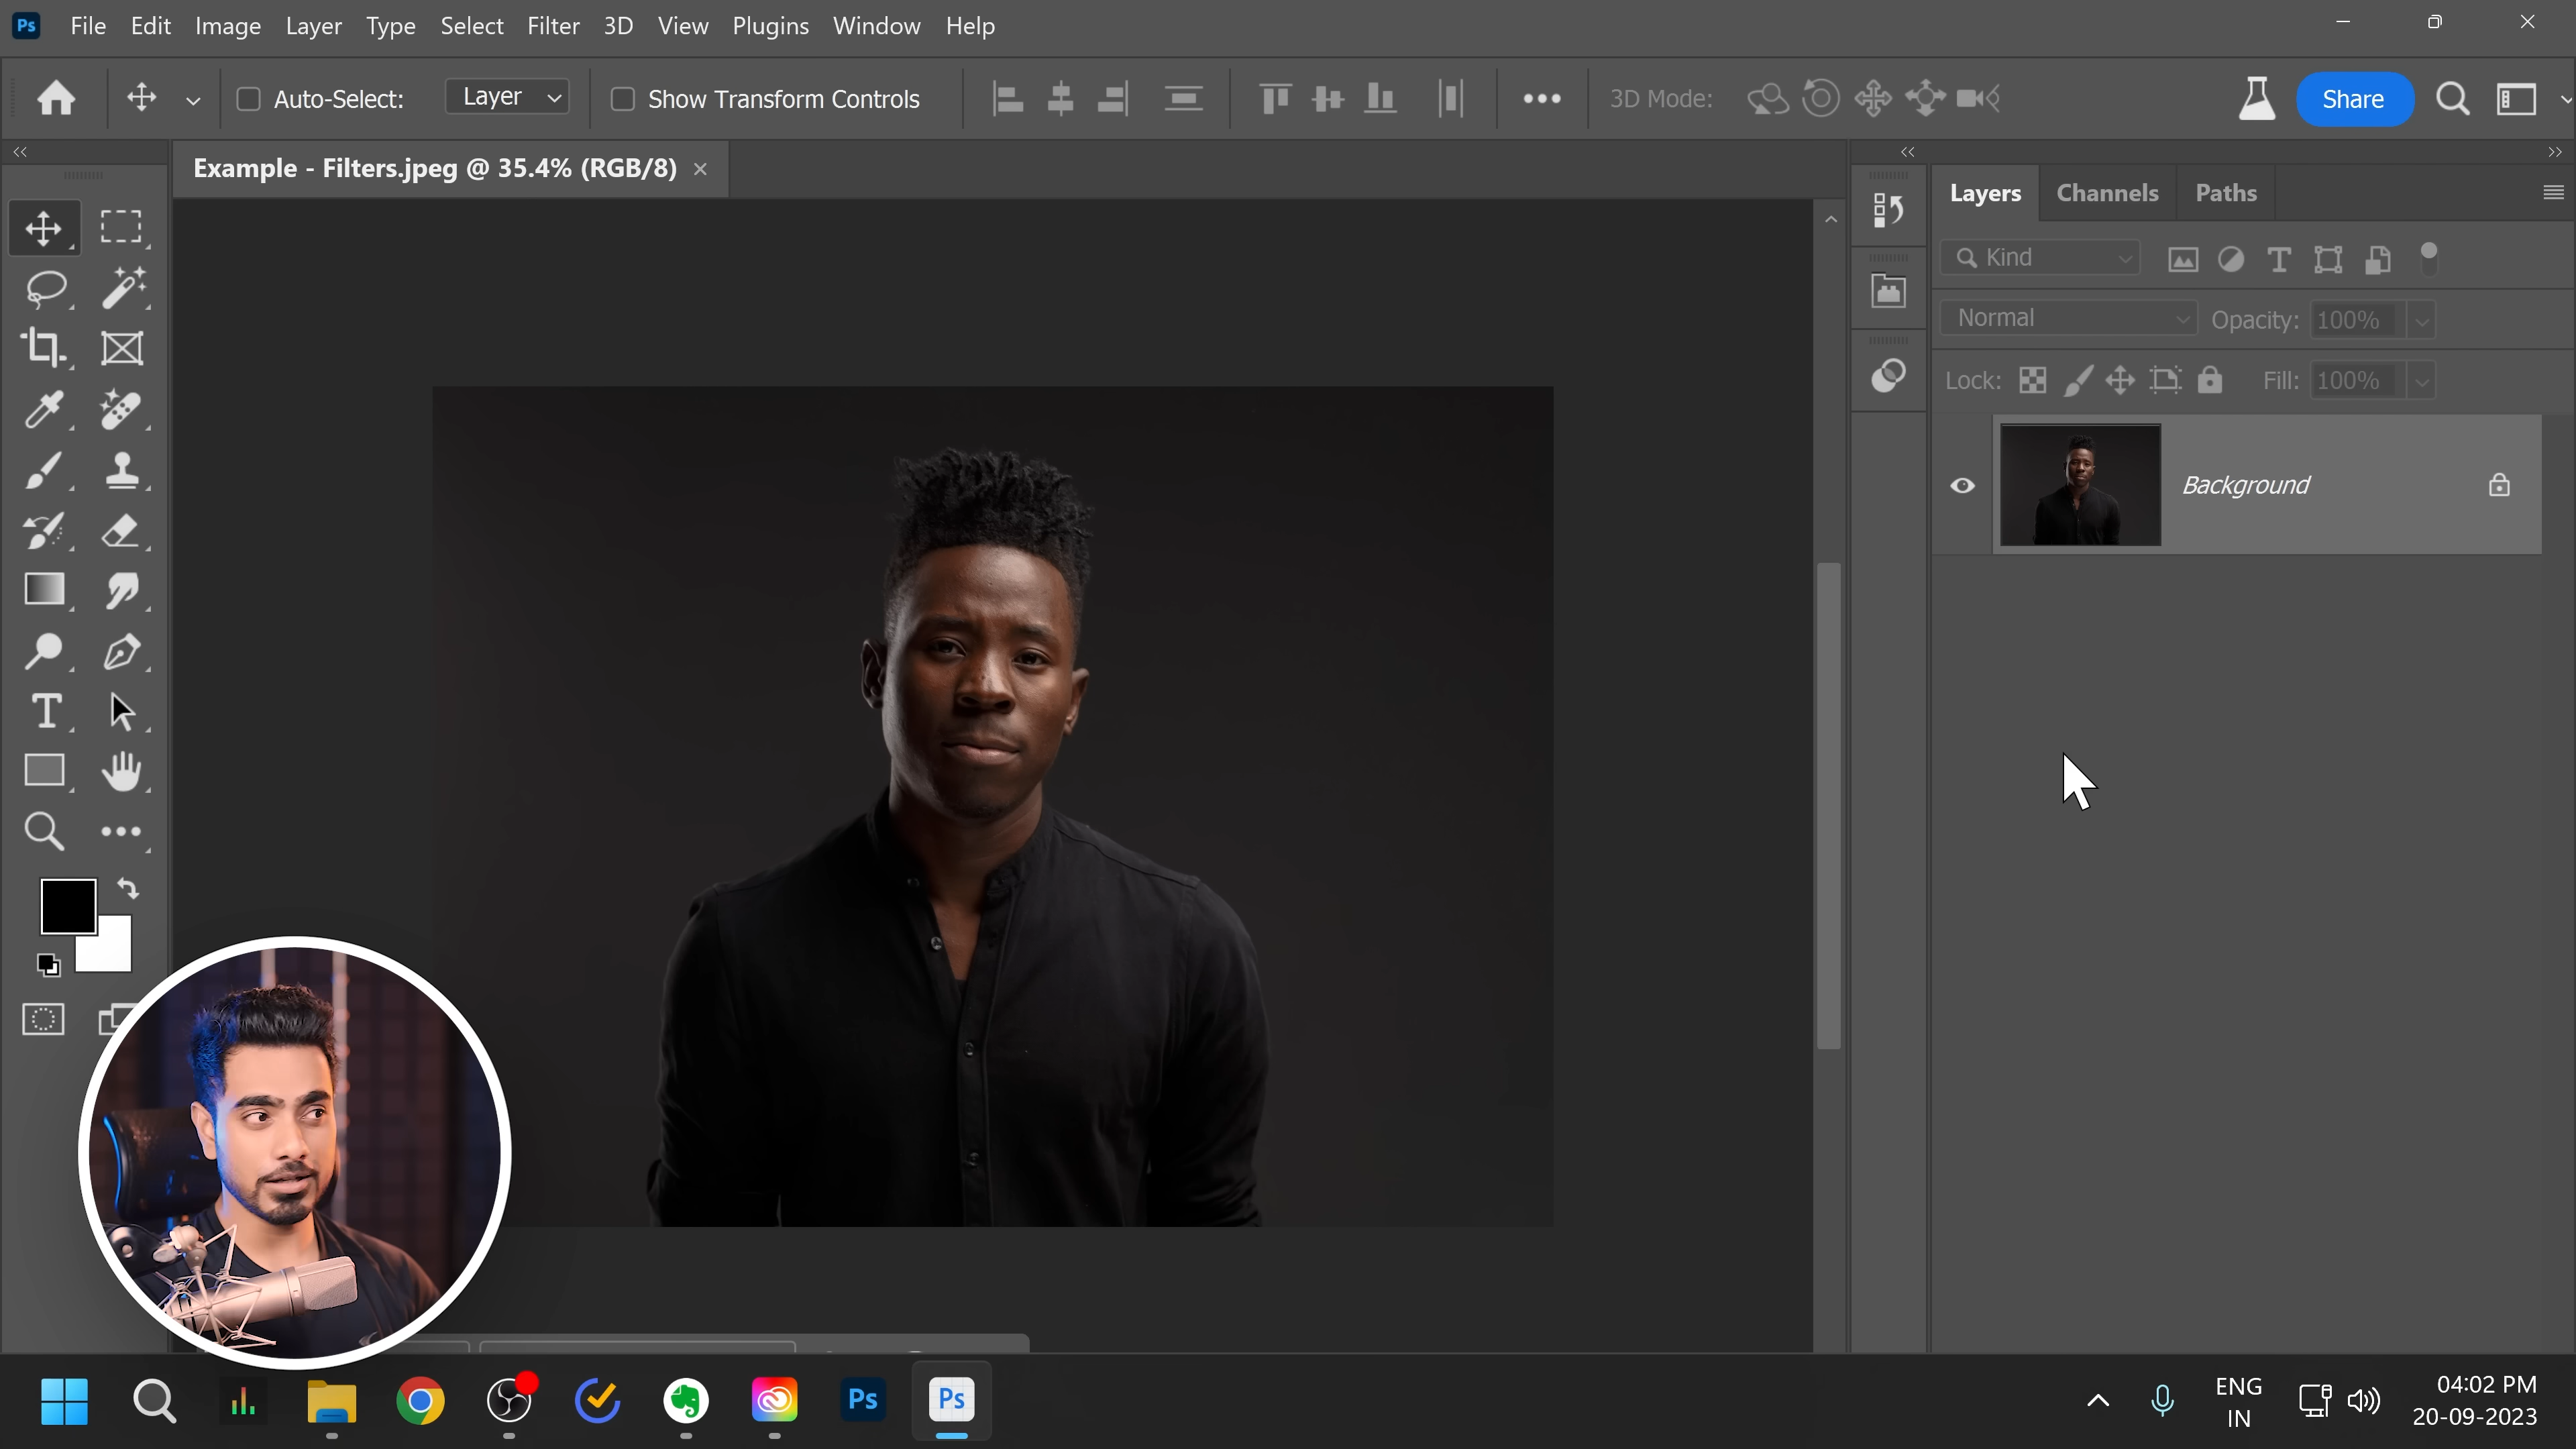 Ps File Edit Image Layer Type Select Filter 3D View Plugins Window Help
Auto-Select: Layer Show Transform Controls 3D Mode: Share
Example - Filters.jpeg @ 35.4% (RGB/8)
Layers Channels Paths
Kind
Normal Opacity: 100%
Lock: Fill: 100%
Background
Ps Ps
ENG
IN
04:02 PM
20-09-2023